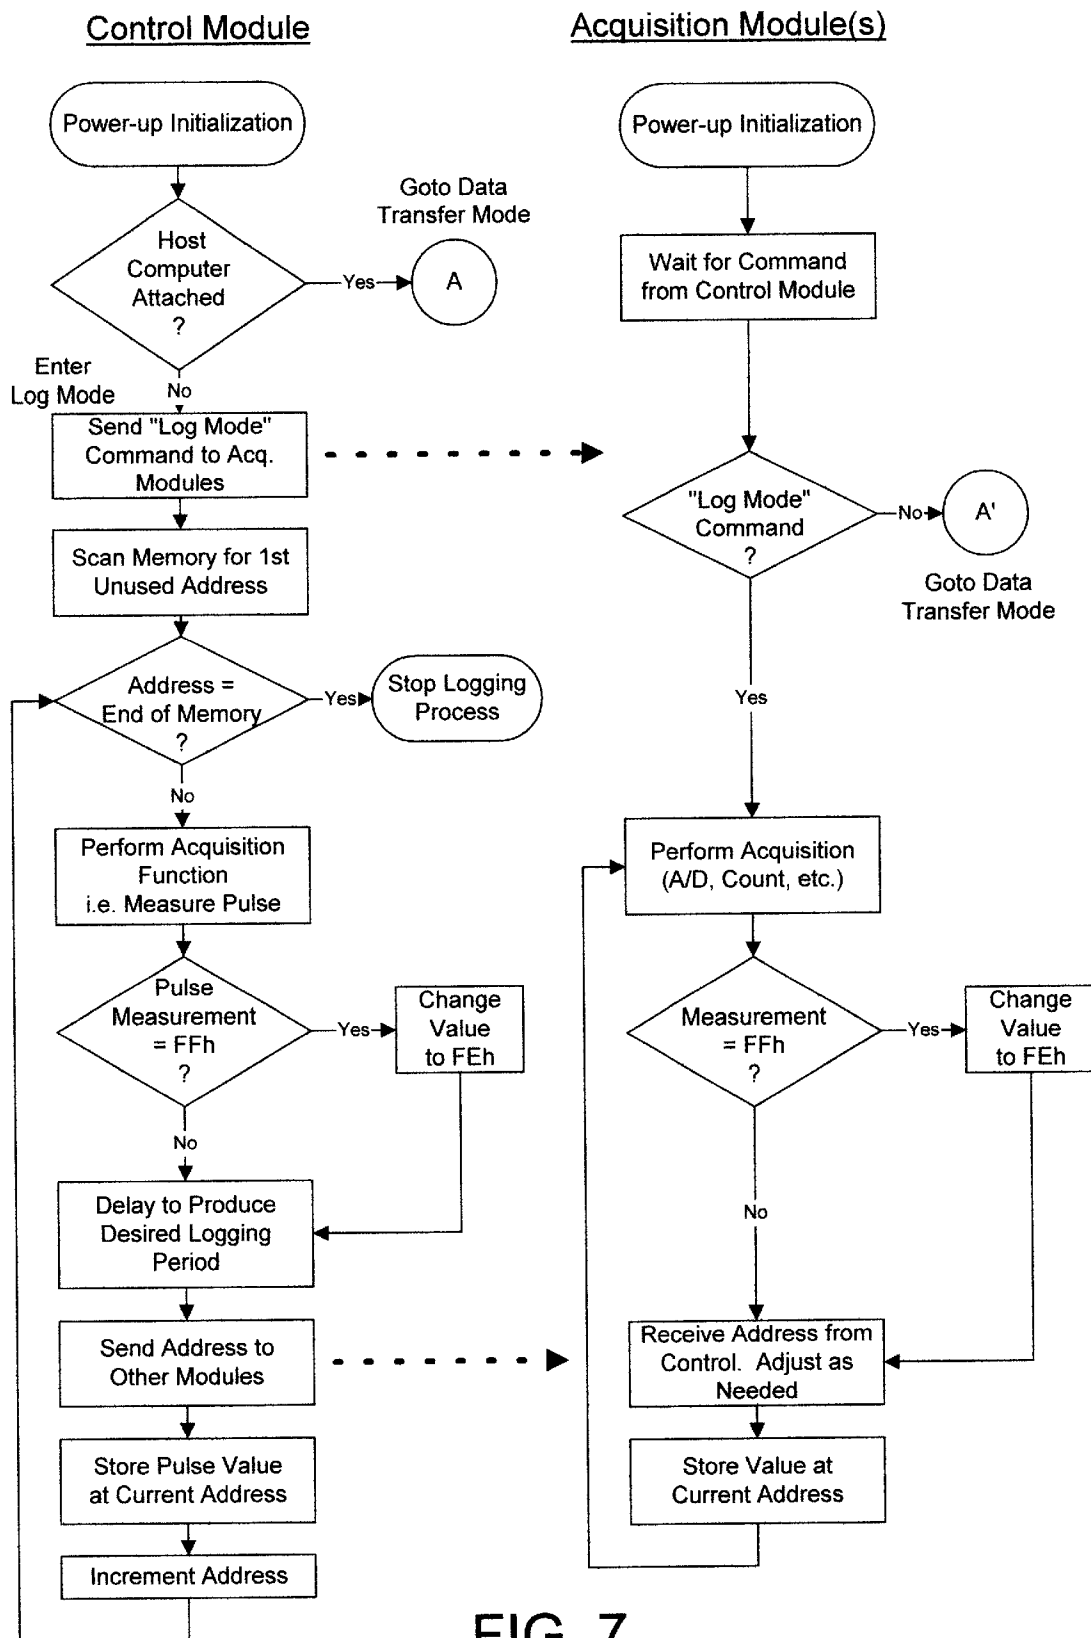 Control Module
Power-up Initialization
Host
Computer
Attached
?
Yes
Goto Data
Transfer Mode
A
Enter
Log Mode
No
Send "Log Mode"
Command to Acq.
Modules
Scan Memory for 1st
Unused Address
Address =
End of Memory
?
Yes
Stop Logging
Process
No
Perform Acquisition
Function
i.e. Measure Pulse
Pulse
Measurement
= FFh
?
Yes
Change
Value
to FEh
No
Delay to Produce
Desired Logging
Period
Send Address to
Other Modules
Store Pulse Value
at Current Address
Increment Address
Acquisition Module(s)
Power-up Initialization
Wait for Command
from Control Module
"Log Mode"
Command
?
No
A'
Goto Data
Transfer Mode
Yes
Perform Acquisition
(A/D, Count, etc.)
Measurement
= FFh
?
Yes
Change
Value
to FEh
No
Receive Address from
Control. Adjust as
Needed
Store Value at
Current Address
FIG. 7